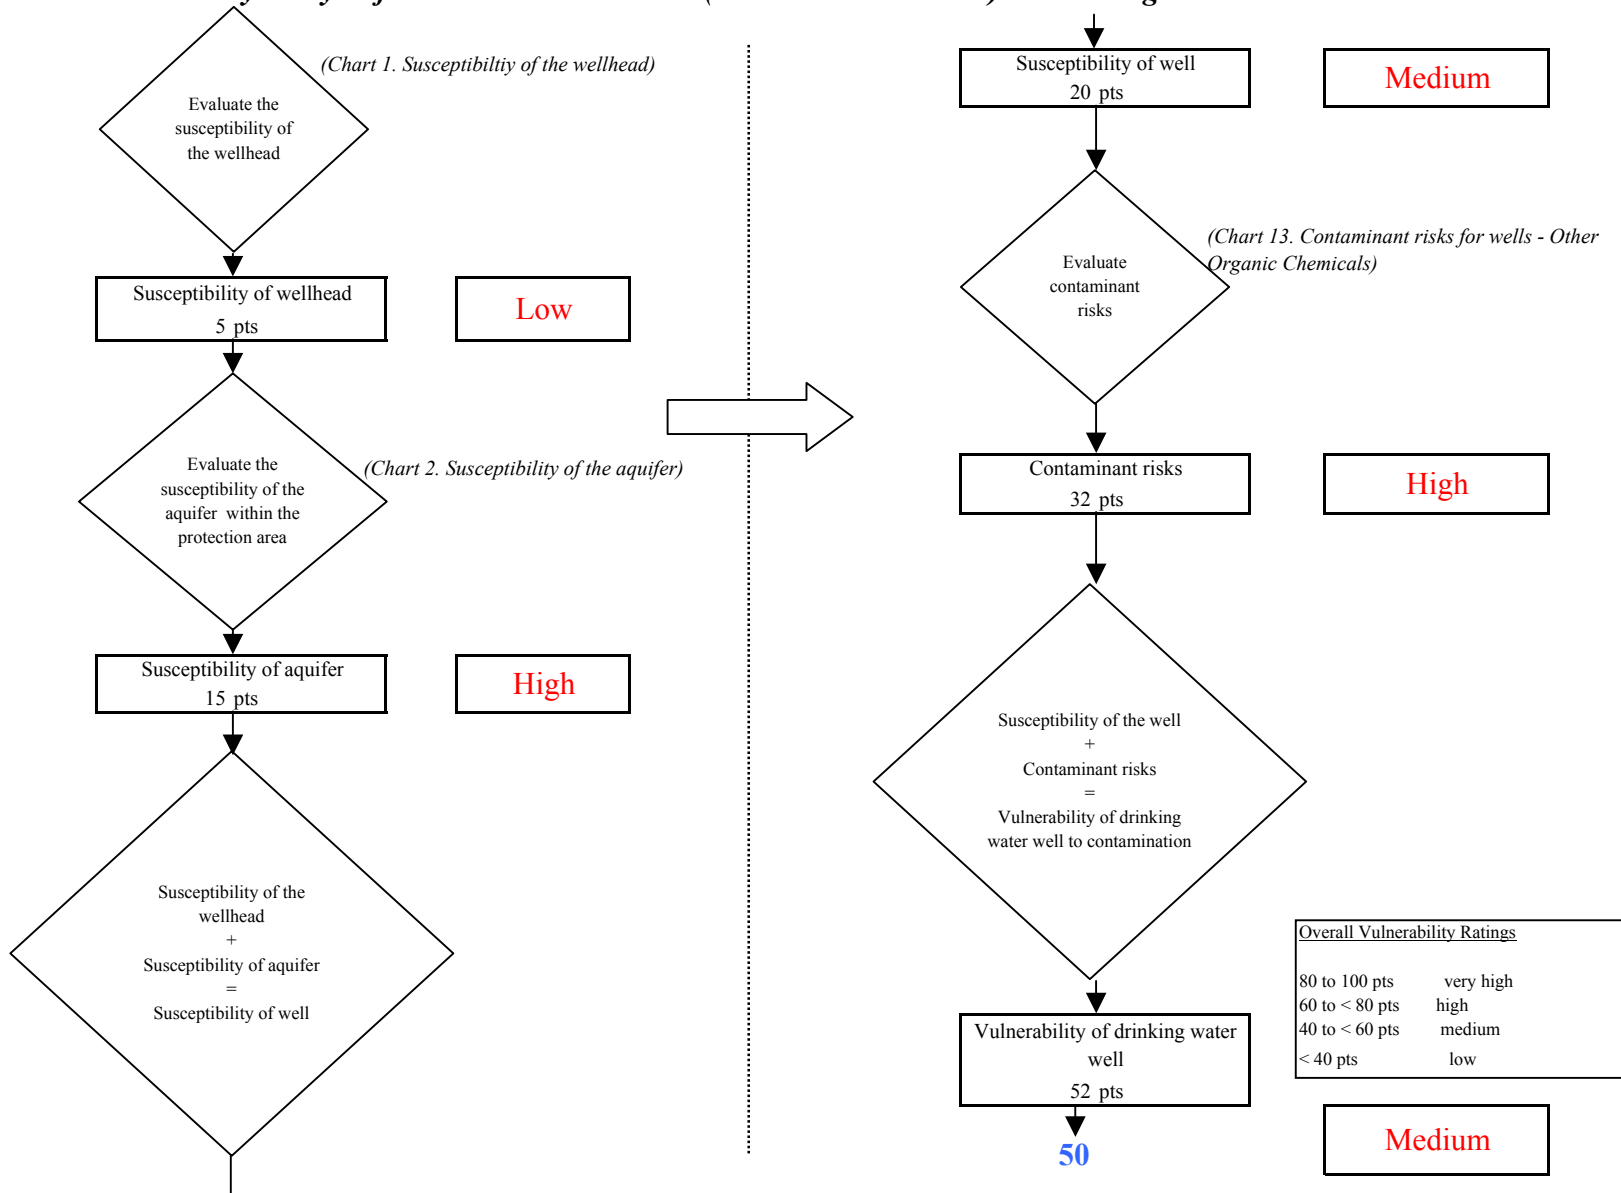 (Chart 1. Susceptibiltiy of the wellhead)
Evaluate the
susceptibility of
the wellhead
Susceptibility of wellhead
5 pts
Low
Evaluate the
susceptibility of the
aquifer within the
protection area
(Chart 2. Susceptibility of the aquifer)
Susceptibility of aquifer
15 pts
High
Susceptibility of the
wellhead
+
Susceptibility of aquifer
=
Susceptibility of well
Susceptibility of well
20 pts
Medium
(Chart 13. Contaminant risks for wells - Other
Organic Chemicals)
Evaluate
contaminant
risks
Contaminant risks
32 pts
High
Susceptibility of the well
+
Contaminant risks
=
Vulnerability of drinking
water well to contamination
Overall Vulnerability Ratings
80 to 100 pts very high
60 to < 80 pts high
40 to < 60 pts medium
< 40 pts low
Vulnerability of drinking water
well
52 pts
50
Medium